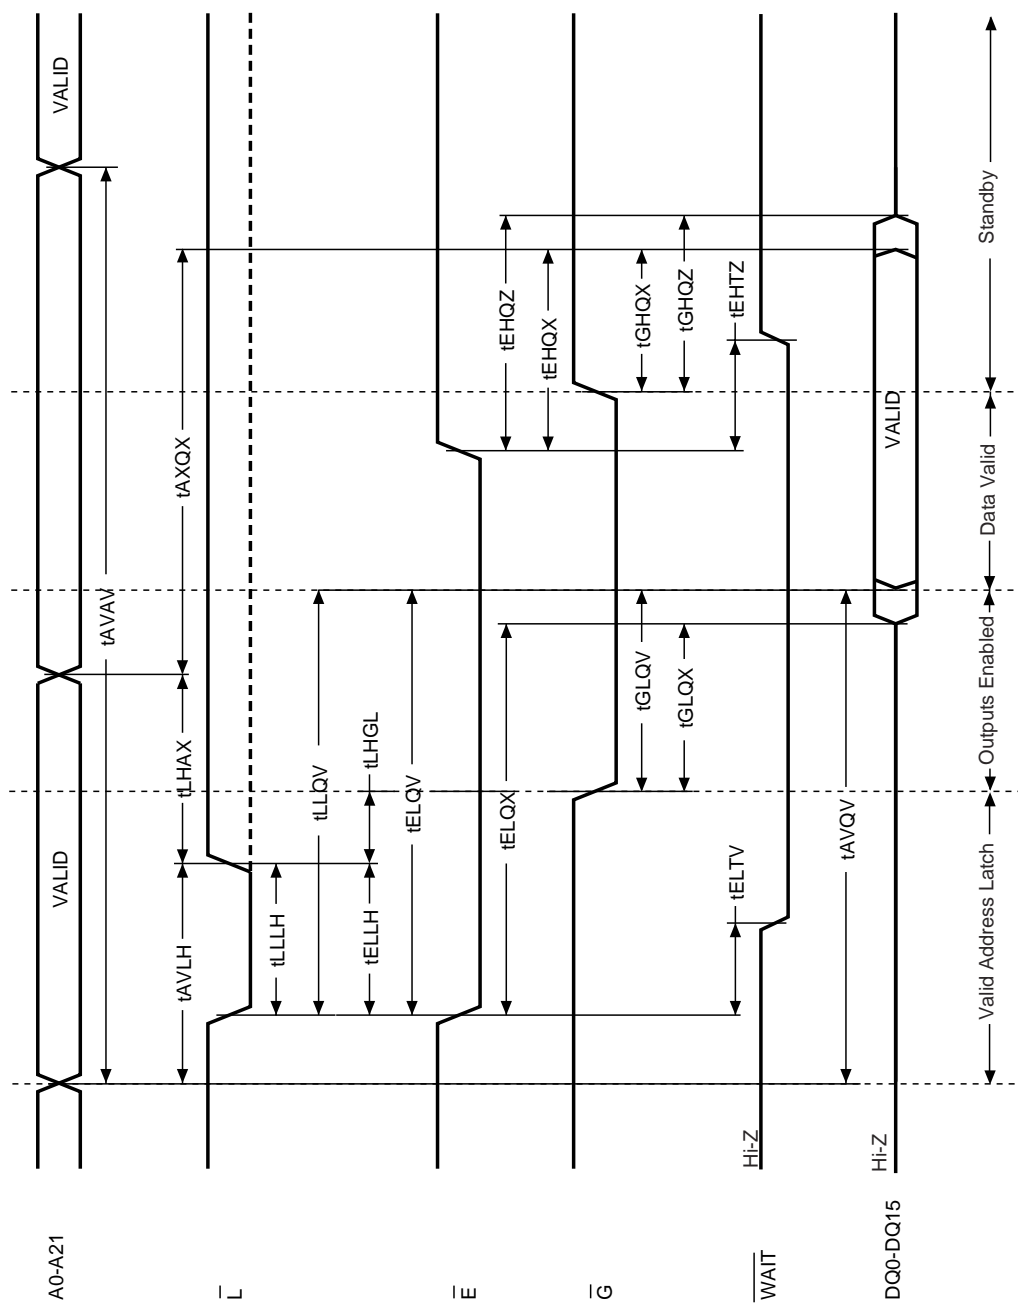 A0-A21
VALID
VALID
tAVAV
tAVLH
tLHAX
tAXQX
L
tLLLH
tLLQV
tELLH
tLHGL
tELQV
E
tELQX
tEHQZ
tEHQX
G
tGLQV
tGLQX
tGHQX
tGHQZ
WAIT
Hi-Z
tELTV
tEHTZ
tAVQV
DQ0-DQ15
Hi-Z
VALID
Valid Address Latch
Outputs Enabled
Data Valid
Standby